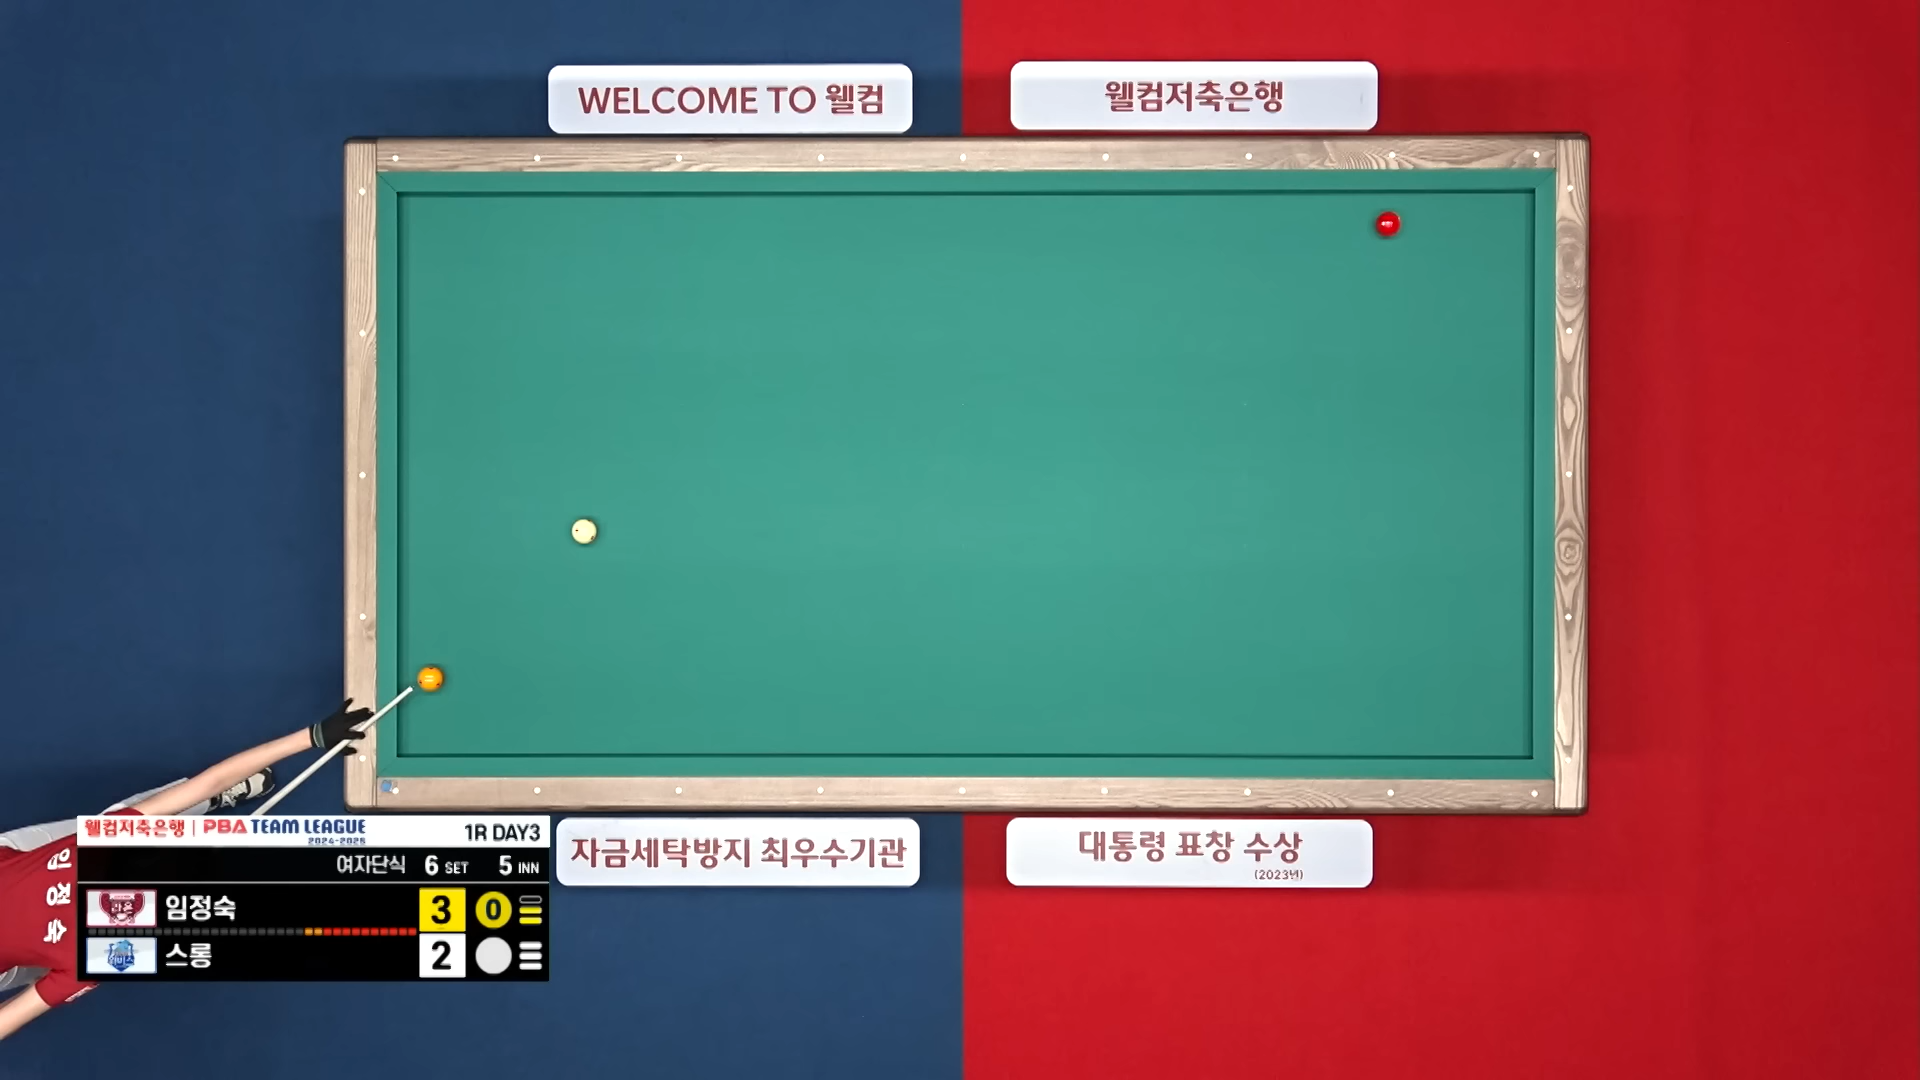 WELCOME TO 웰컴
웰컴저축은행
자금세탁방지 최우수기관
대통령 표창 수상
(2023년)
웰컴저축은행 | PBA TEAM LEAGUE
2024-2025
1R DAY3
여자단식 6 SET 5 INN
임정숙 3 0
스롱 2
임정숙